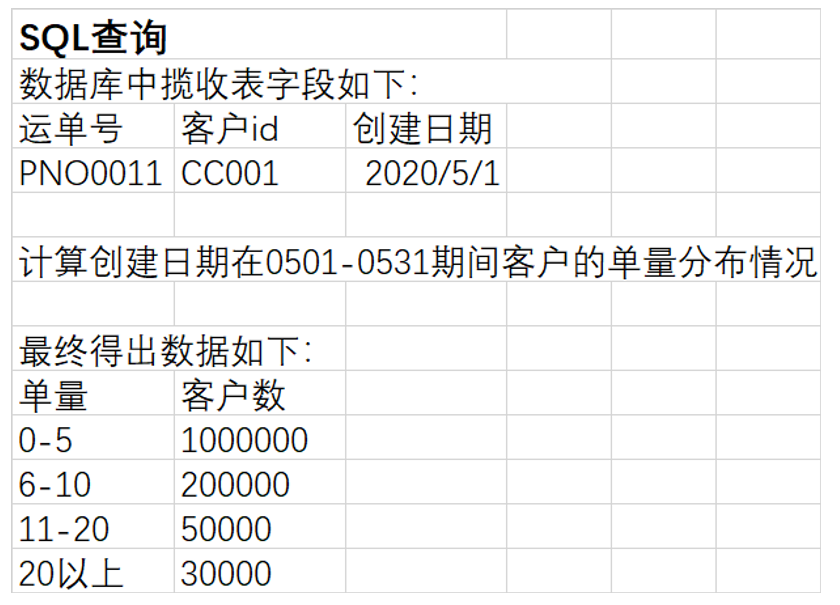 SQL查询
数据库中揽收表字段如下：
运单号 客户id 创建日期
PNO0011 CC001 2020/5/1
计算创建日期在0501-0531期间客户的单量分布情况
最终得出数据如下：
单量 客户数
0-5 1000000
6-10 200000
11-20 50000
20以上 30000